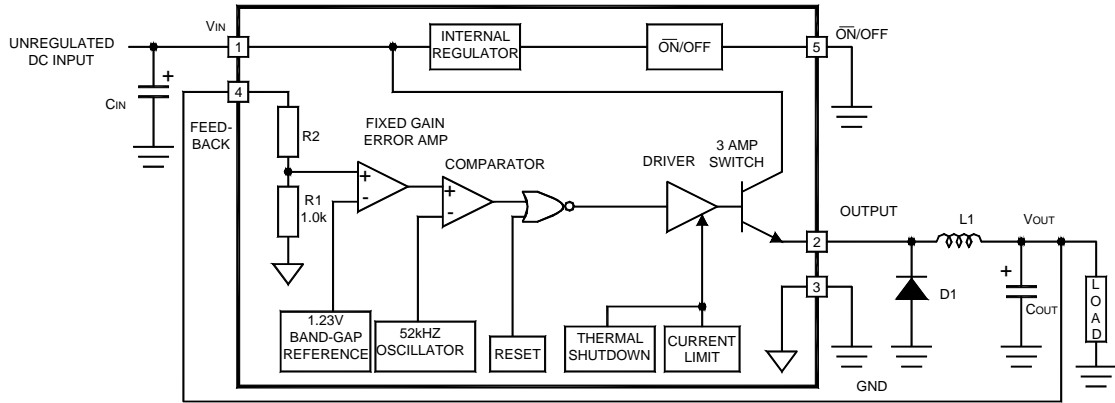 VIN
UNREGULATED
DC INPUT
1
INTERNAL
REGULATOR
ON/OFF
5
ON/OFF
+
CIN
4
FEED-
BACK
R2
R1
1.0k
FIXED GAIN
ERROR AMP
+
-
COMPARATOR
+
-
DRIVER
3 AMP
SWITCH
OUTPUT
2
L1
VOUT
3
D1
+
COUT
LOAD
1.23V
BAND-GAP
REFERENCE
52kHZ
OSCILLATOR
RESET
THERMAL
SHUTDOWN
CURRENT
LIMIT
GND